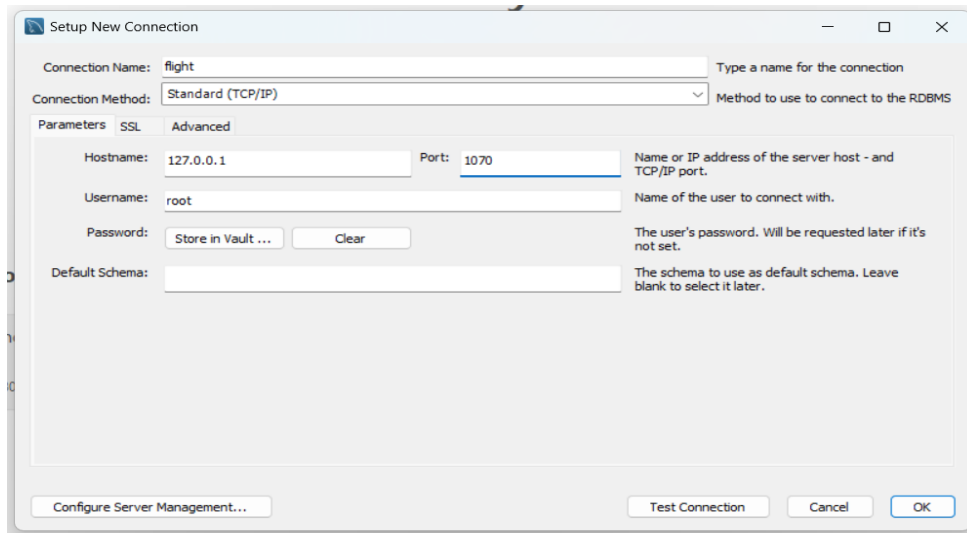 Setup New Connection
Connection Name: flight Type a name for the connection
Connection Method: Standard (TCP/IP) Method to use to connect to the RDBMS
Parameters SSL Advanced
Hostname: 127.0.0.1 Port: 1070 Name or IP address of the server host - and
TCP/IP port.
Username: root Name of the user to connect with.
Password: Store in Vault ... Clear The user's password. Will be requested later if it's
not set.
Default Schema: The schema to use as default schema. Leave
blank to select it later.
Configure Server Management... Test Connection Cancel OK